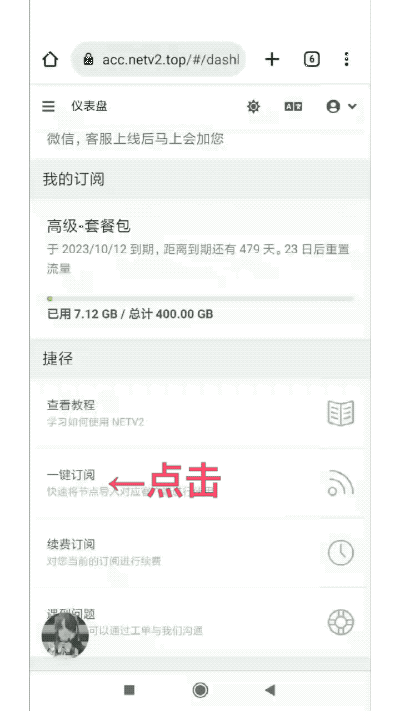 acc.netv2.top/#/dashl
6
仪表盘
微信，客服上线后马上会加您
我的订阅
高级-套餐包
于 2023/10/12 到期，距离到期还有 479 天。23 日后重置
流量
已用 7.12 GB / 总计 400.00 GB
捷径
查看教程
学习如何使用 NETV2
一键订阅
←点击
快速将节点导入对应客
续费订阅
对您当前的订阅进行续费
遇到问题
可以通过工单与我们沟通